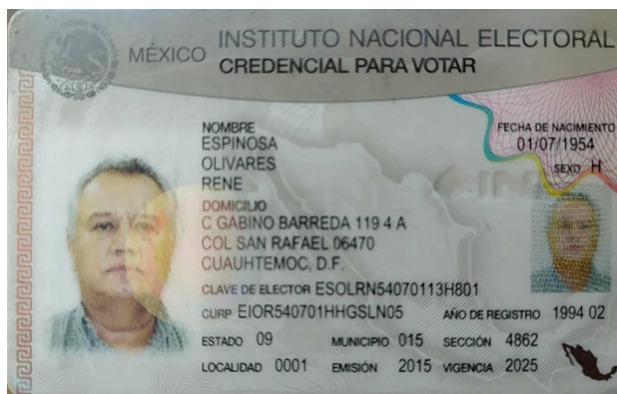 MÉXICO INSTITUTO NACIONAL ELECTORAL
CREDENCIAL PARA VOTAR
NOMBRE
ESPINOSA
OLIVARES
RENE
FECHA DE NACIMIENTO
01/07/1954
SEXO H
DOMICILIO
C GABINO BARREDA 119 4 A
COL SAN RAFAEL 06470
CUAUHTEMOC, D.F.
CLAVE DE ELECTOR ESOLRN54070113H801
CURP EIOR540701HHGSLN05 AÑO DE REGISTRO 1994 02
ESTADO 09 MUNICIPIO 015 SECCIÓN 4862
LOCALIDAD 0001 EMISIÓN 2015 VIGENCIA 2025